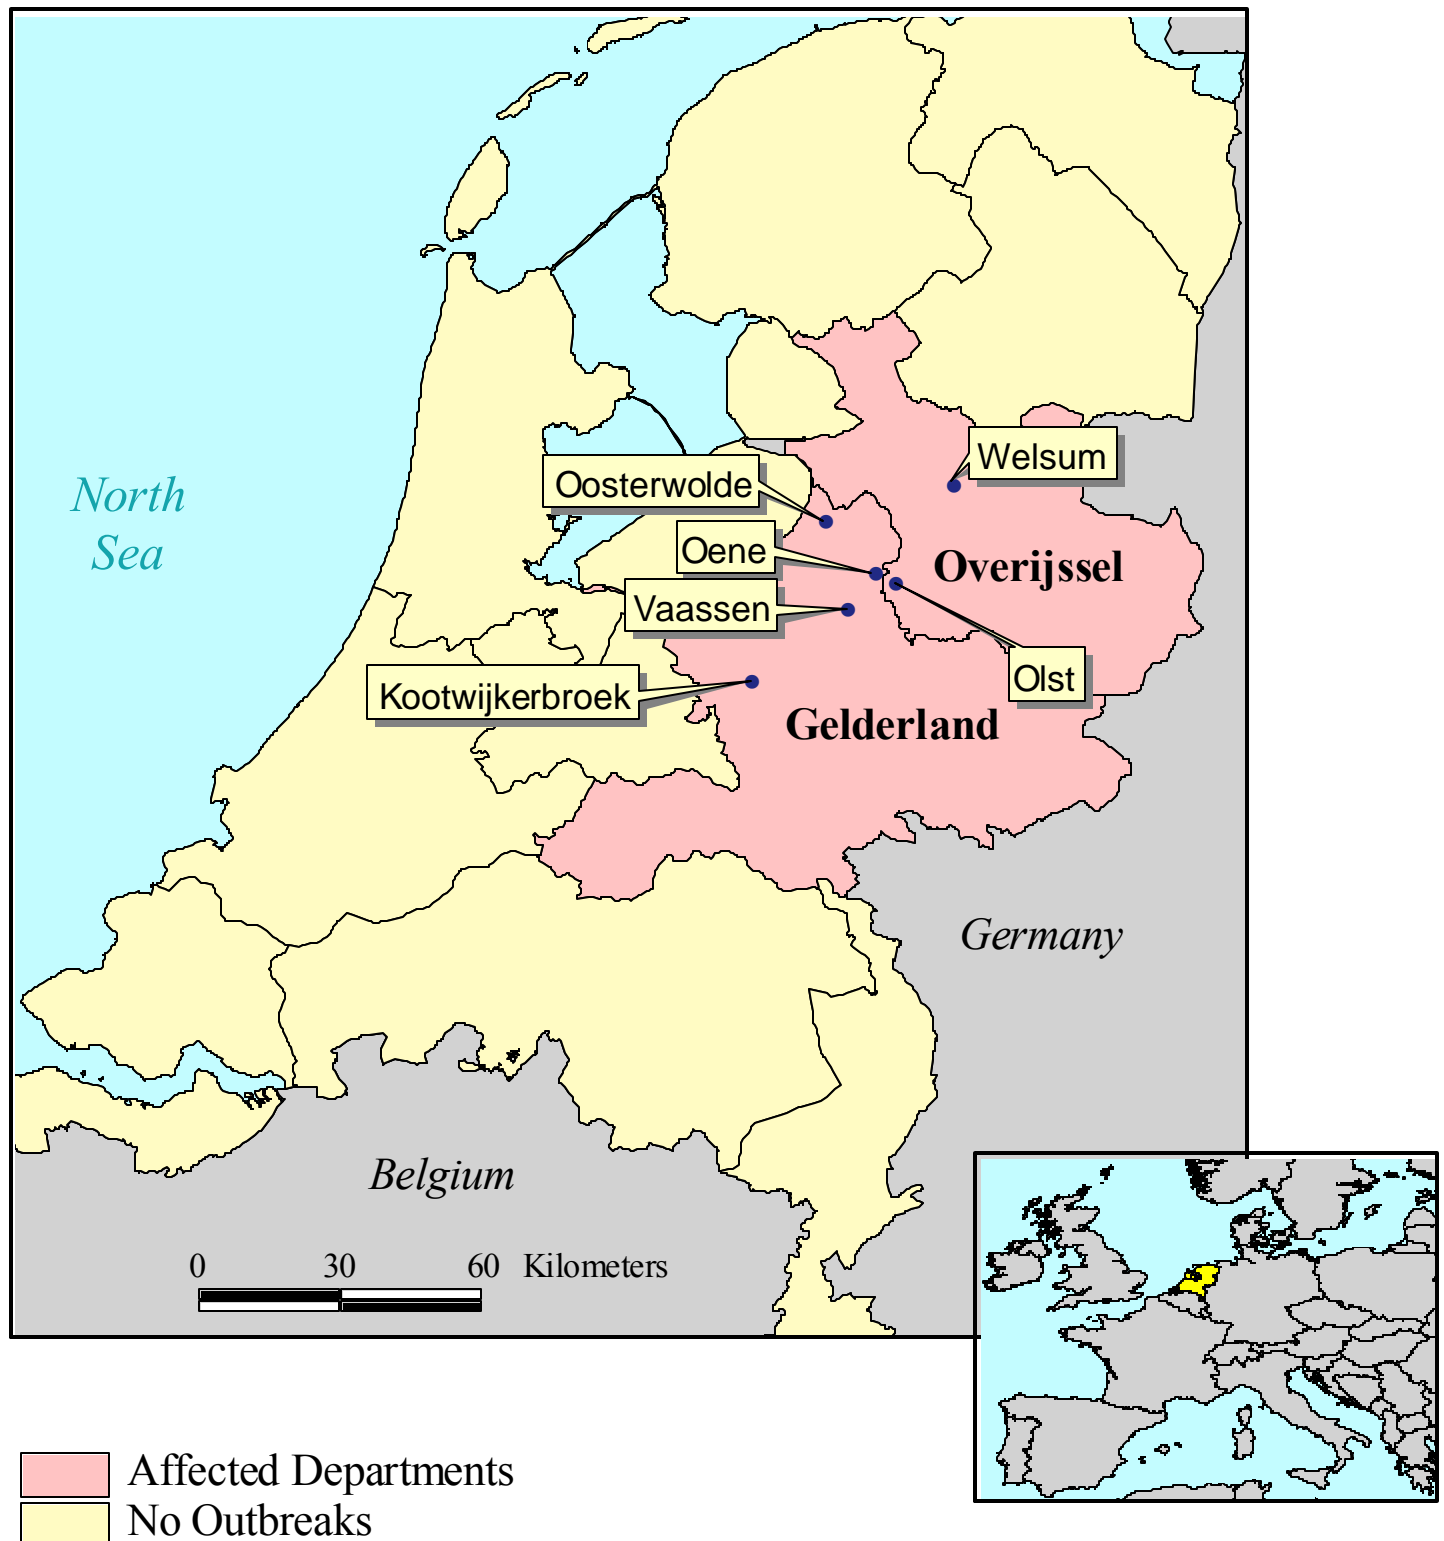 North
Sea
Welsum
Oosterwolde
Oene
Overijssel
Vaassen
Olst
Kootwijkerbroek
Gelderland
Germany
Belgium
0 30 60 Kilometers
Affected Departments
No Outbreaks